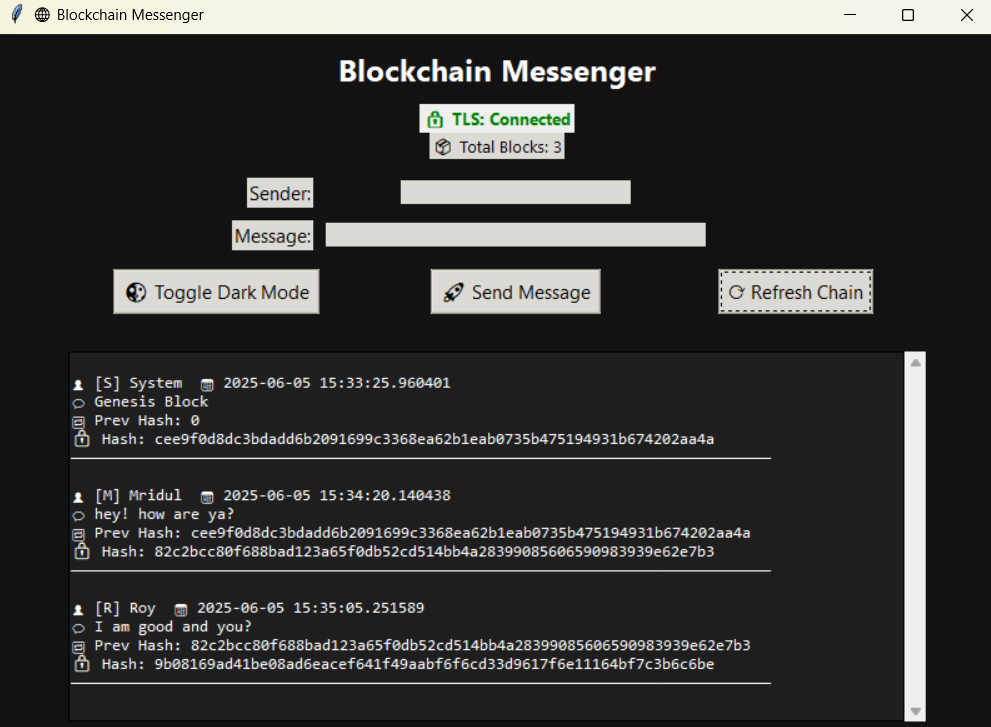 Blockchain Messenger
Blockchain Messenger
TLS: Connected
Total Blocks: 3
Sender:
Message:
Toggle Dark Mode
Send Message
Refresh Chain
[S] System 2025-06-05 15:33:25.960401
Genesis Block
Prev Hash: 0
Hash: cee9f0d8dc3bdadd6b2091699c3368ea62b1eab0735b475194931b674202aa4a
[M] Mridul 2025-06-05 15:34:20.140438
hey! how are ya?
Prev Hash: cee9f0d8dc3bdadd6b2091699c3368ea62b1eab0735b475194931b674202aa4a
Hash: 82c2bcc80f688bad123a65f0db52cd514bb4a28399085606590983939e62e7b3
[R] Roy 2025-06-05 15:35:05.251589
I am good and you?
Prev Hash: 82c2bcc80f688bad123a65f0db52cd514bb4a28399085606590983939e62e7b3
Hash: 9b08169ad41be08ad6eacef641f49aabf6f6cd33d9617f6e11164bf7c3b6c6be